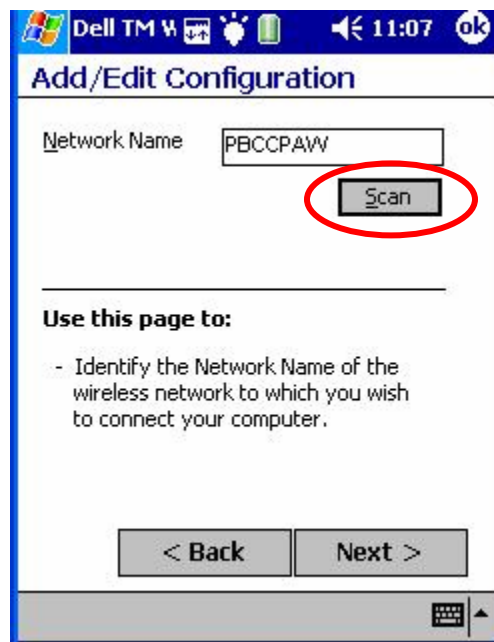 Dell TM W 11:07 ok
Add/Edit Configuration
Network Name PBCCPAW
Scan
Use this page to:
- Identify the Network Name of the
wireless network to which you wish
to connect your computer.
< Back Next >